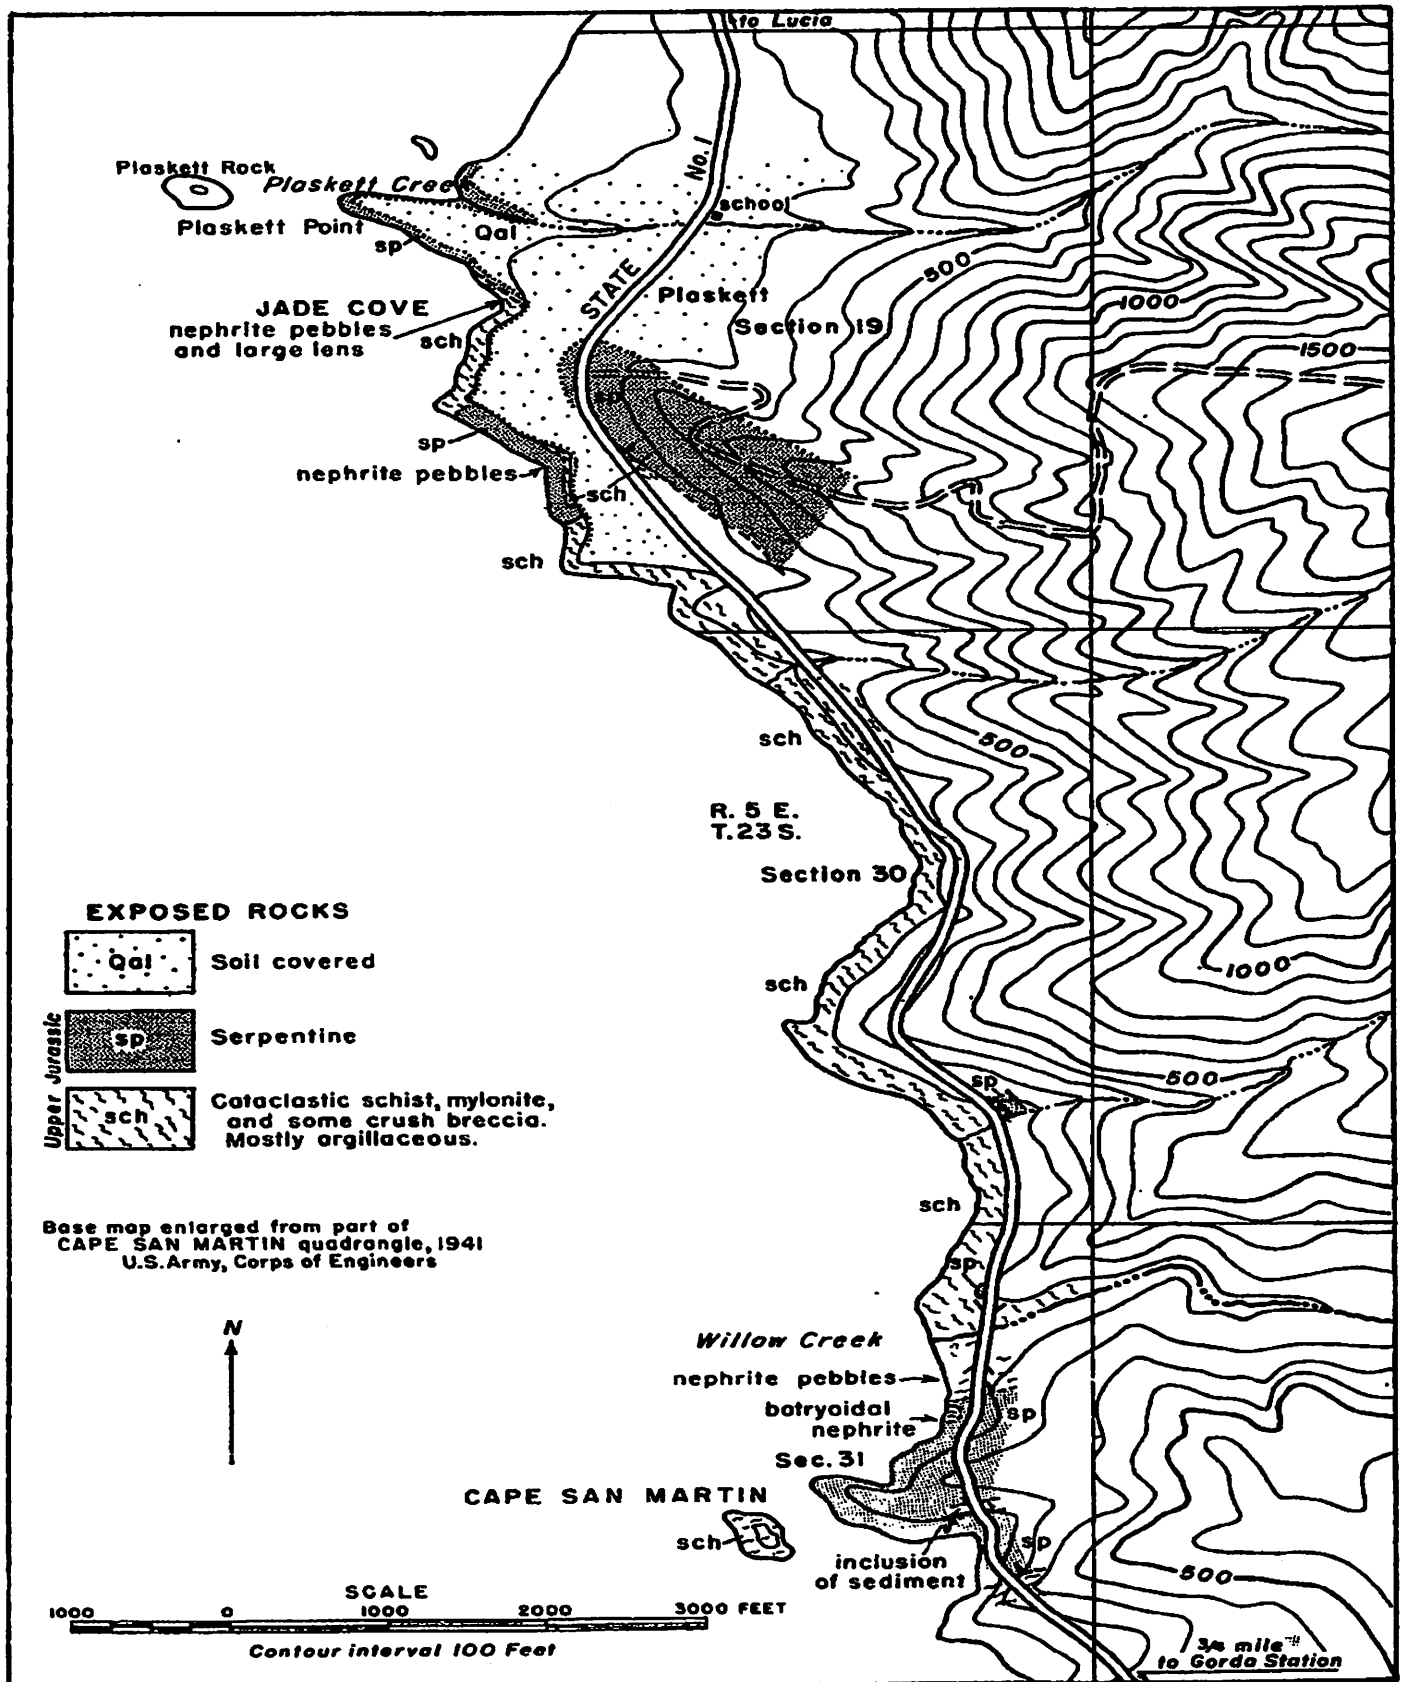 to Lucia
No. 1
Plaskett Rock
Plaskett Creek
school
Plaskett Point
Qal
sp
500
STATE
Plaskett
1000
JADE COVE
nephrite pebbles
and large lens
Section 19
sch
1500
sp
sp
nephrite pebbles
sch
sch
sch
500
R. 5 E.
T. 23 S.
Section 30
EXPOSED ROCKS
Qal
Soil covered
1000
sch
Upper Jurassic
sp
Serpentine
sp
500
sch
Cataclastic schist, mylonite,
and some crush breccia.
Mostly argillaceous.
sch
Base map enlarged from part of
CAPE SAN MARTIN quadrangle, 1941
U.S. Army, Corps of Engineers
sp
N
Willow Creek
nephrite pebbles
botryoidal
nephrite
sp
Sec. 31
CAPE SAN MARTIN
sch
sp
inclusion
of sediment
500
SCALE
1000 0 1000 2000 3000 FEET
Contour interval 100 Feet
3/4 mile
to Gorda Station